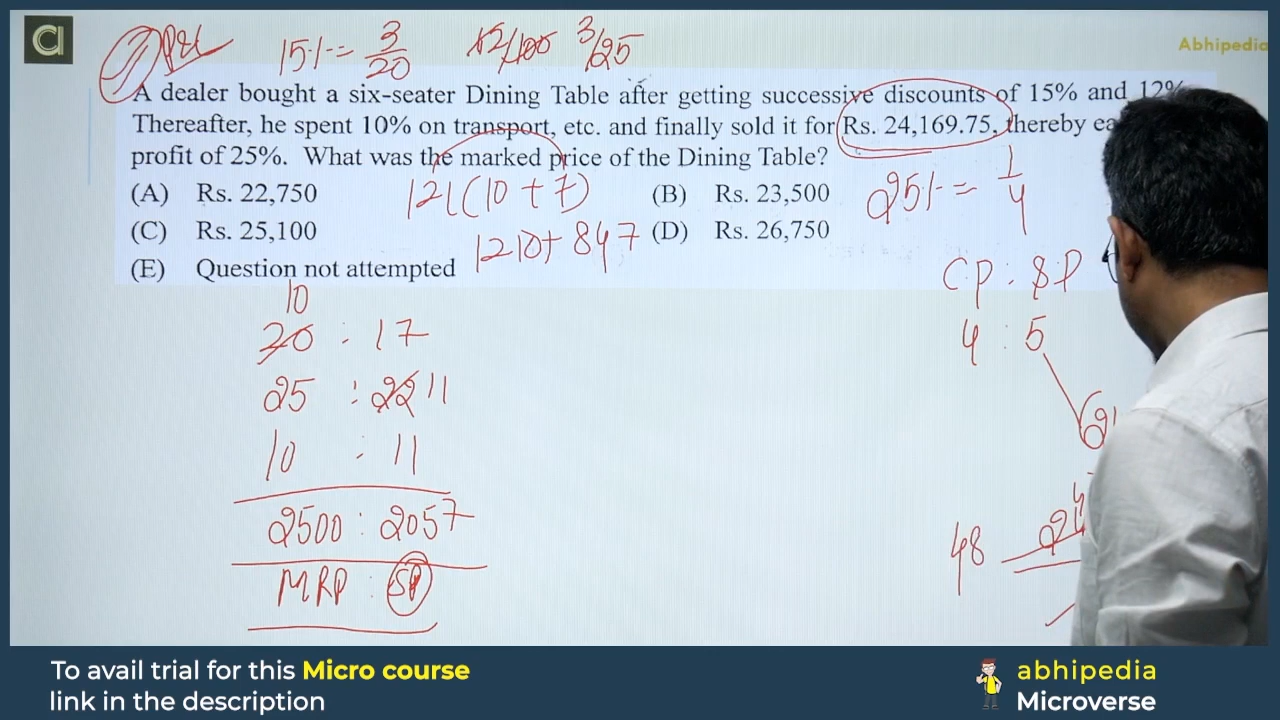 15% = 3/20 12/100 3/25
Abhipedia
A dealer bought a six-seater Dining Table after getting successive discounts of 15% and 12%
Thereafter, he spent 10% on transport, etc. and finally sold it for Rs. 24,169.75, thereby
profit of 25%. What was the marked price of the Dining Table?
(A) Rs. 22,750
(B) Rs. 23,500
(C) Rs. 25,100
(D) Rs. 26,750
(E) Question not attempted
121(10 + 7)
1210 + 847
25% = 1/4
C.P : S.P
4 : 5
10
20 : 17
25 : 22 11
10 : 11
2500 : 2057
MRP : SP
48
To avail trial for this Micro course
link in the description
abhipedia
Microverse